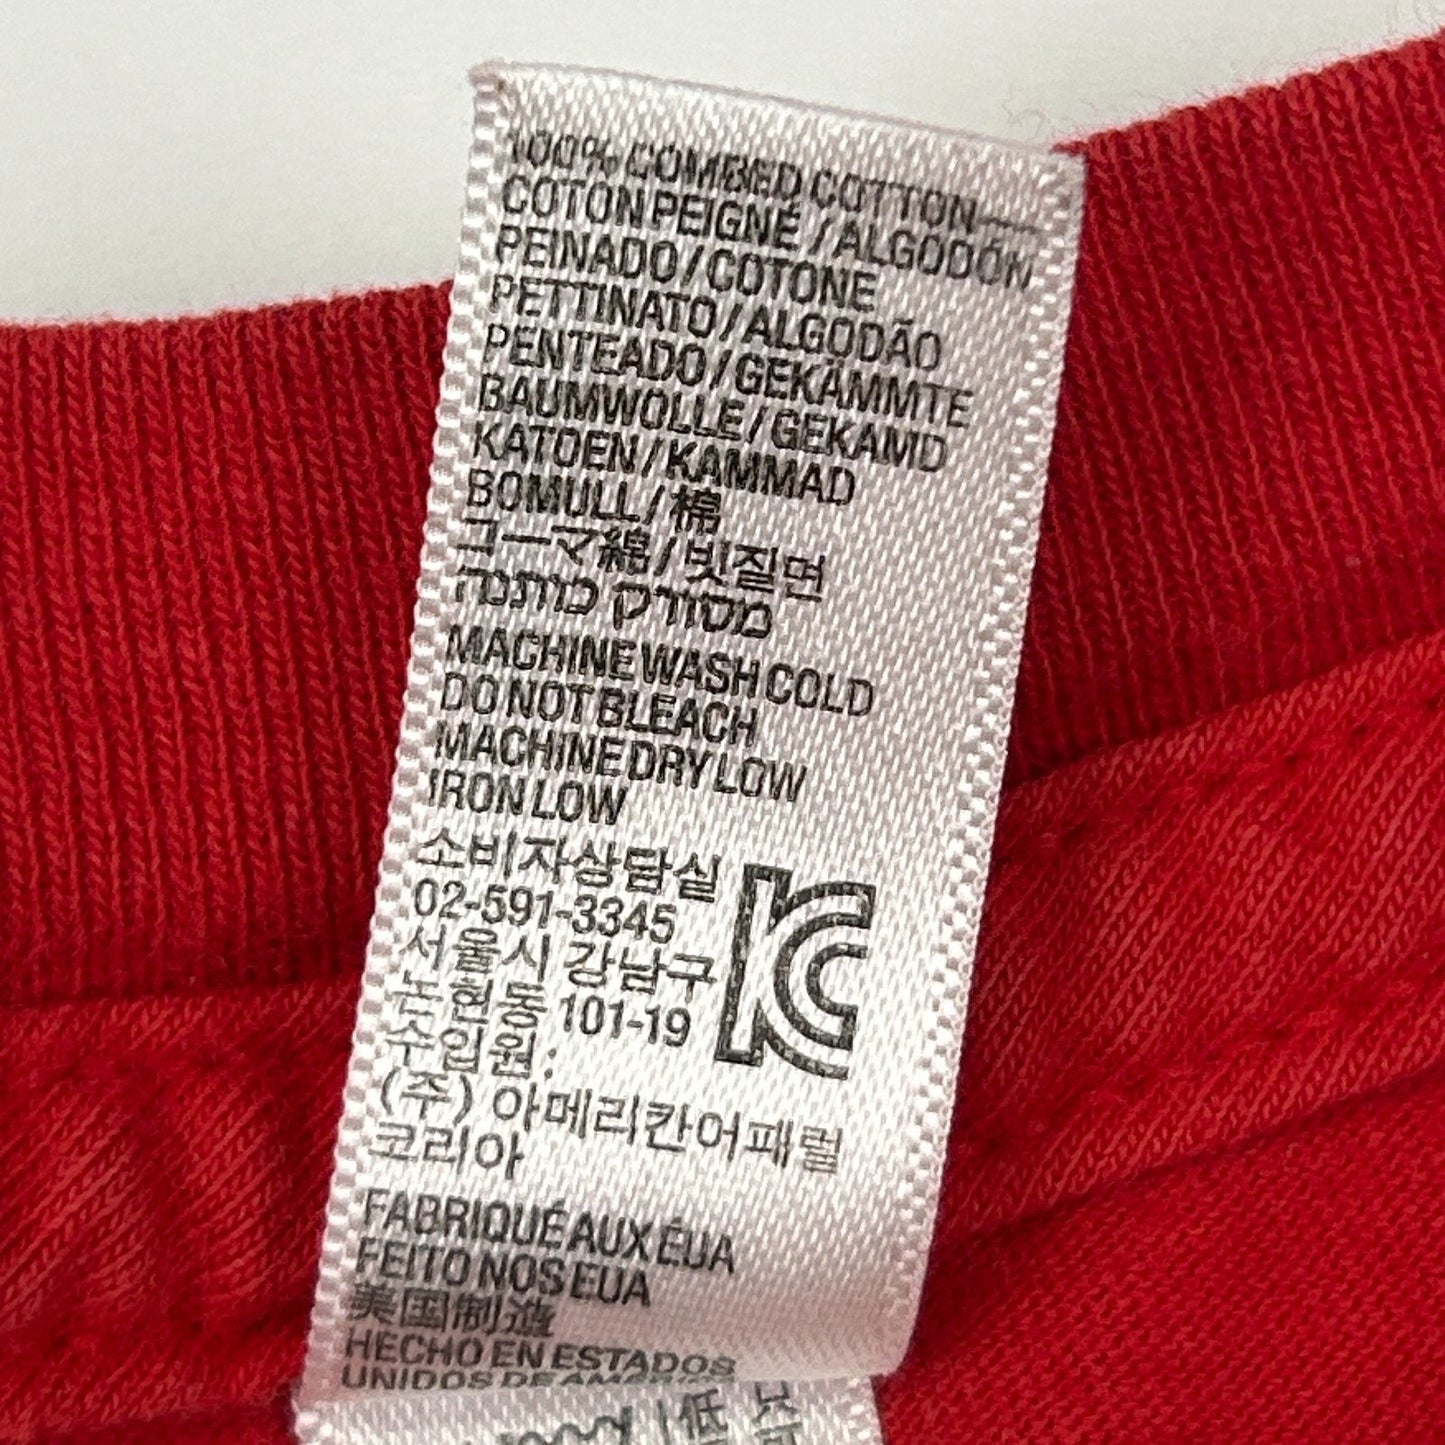 100% COMBED COTTON—
COTON PEIGNÉ / ALGODÓN
PEINADO / COTONE
PETTINATO / ALGODÃO
PENTEADO / GEKÄMMTE
BAUMWOLLE / GEKAMD
KATOEN / KAMMAD
BOMULL / 棉
コーマ綿 / 빗질면
מסורק כותנה
MACHINE WASH COLD
DO NOT BLEACH
MACHINE DRY LOW
IRON LOW
소비자상담실
02-591-3345
서울시 강남구
논현동 101-19
수입원:
(주) 아메리칸어패럴
코리아
KC
FABRIQUÉ AUX ÉUA
FEITO NOS EUA
美国制造
HECHO EN ESTADOS
UNIDOS DE AMÉRICA